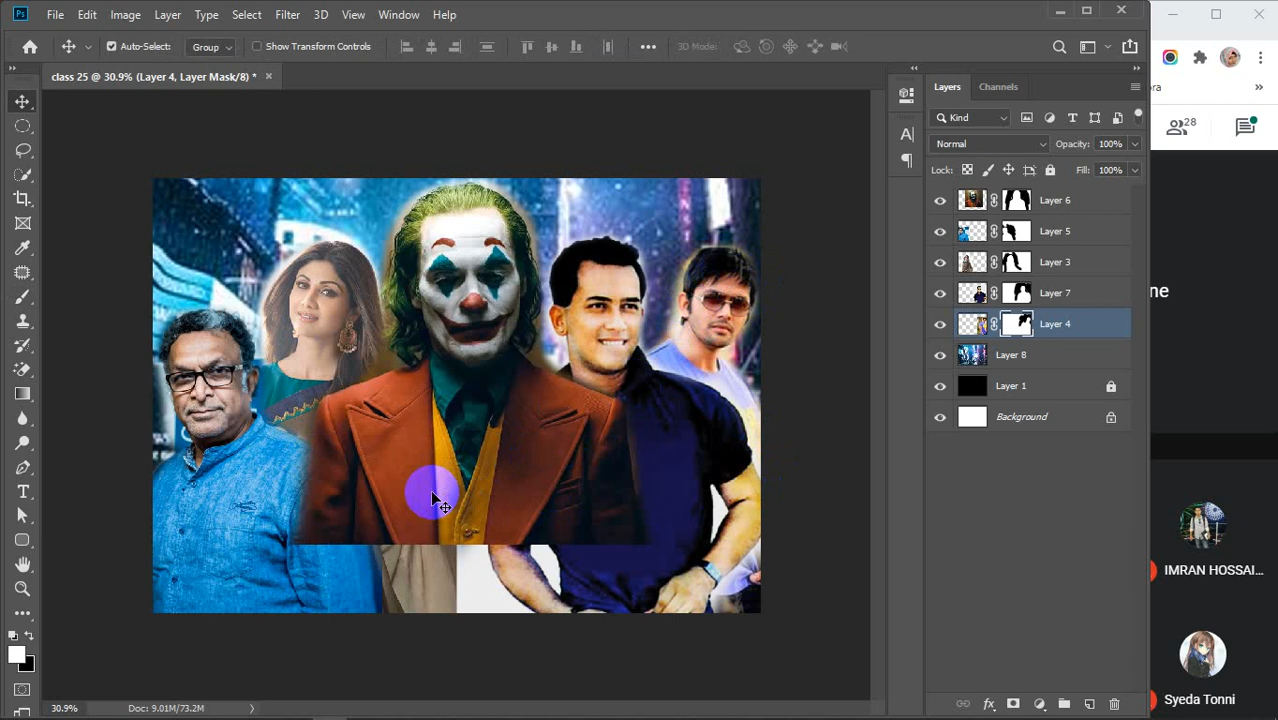 Ps File Edit Image Layer Type Select Filter 3D View Window Help
Auto-Select: Group Show Transform Controls 3D Mode:
class 25 @ 30.9% (Layer 4, Layer Mask/8) * ×
Layers Channels
Kind
Normal Opacity: 100%
Lock: Fill: 100%
Layer 6
Layer 5
Layer 3
Layer 7
Layer 4
Layer 8
Layer 1
Background
30.9% Doc: 9.01M/73.2M
ora
28
ne
IMRAN HOSSAI...
Syeda Tonni